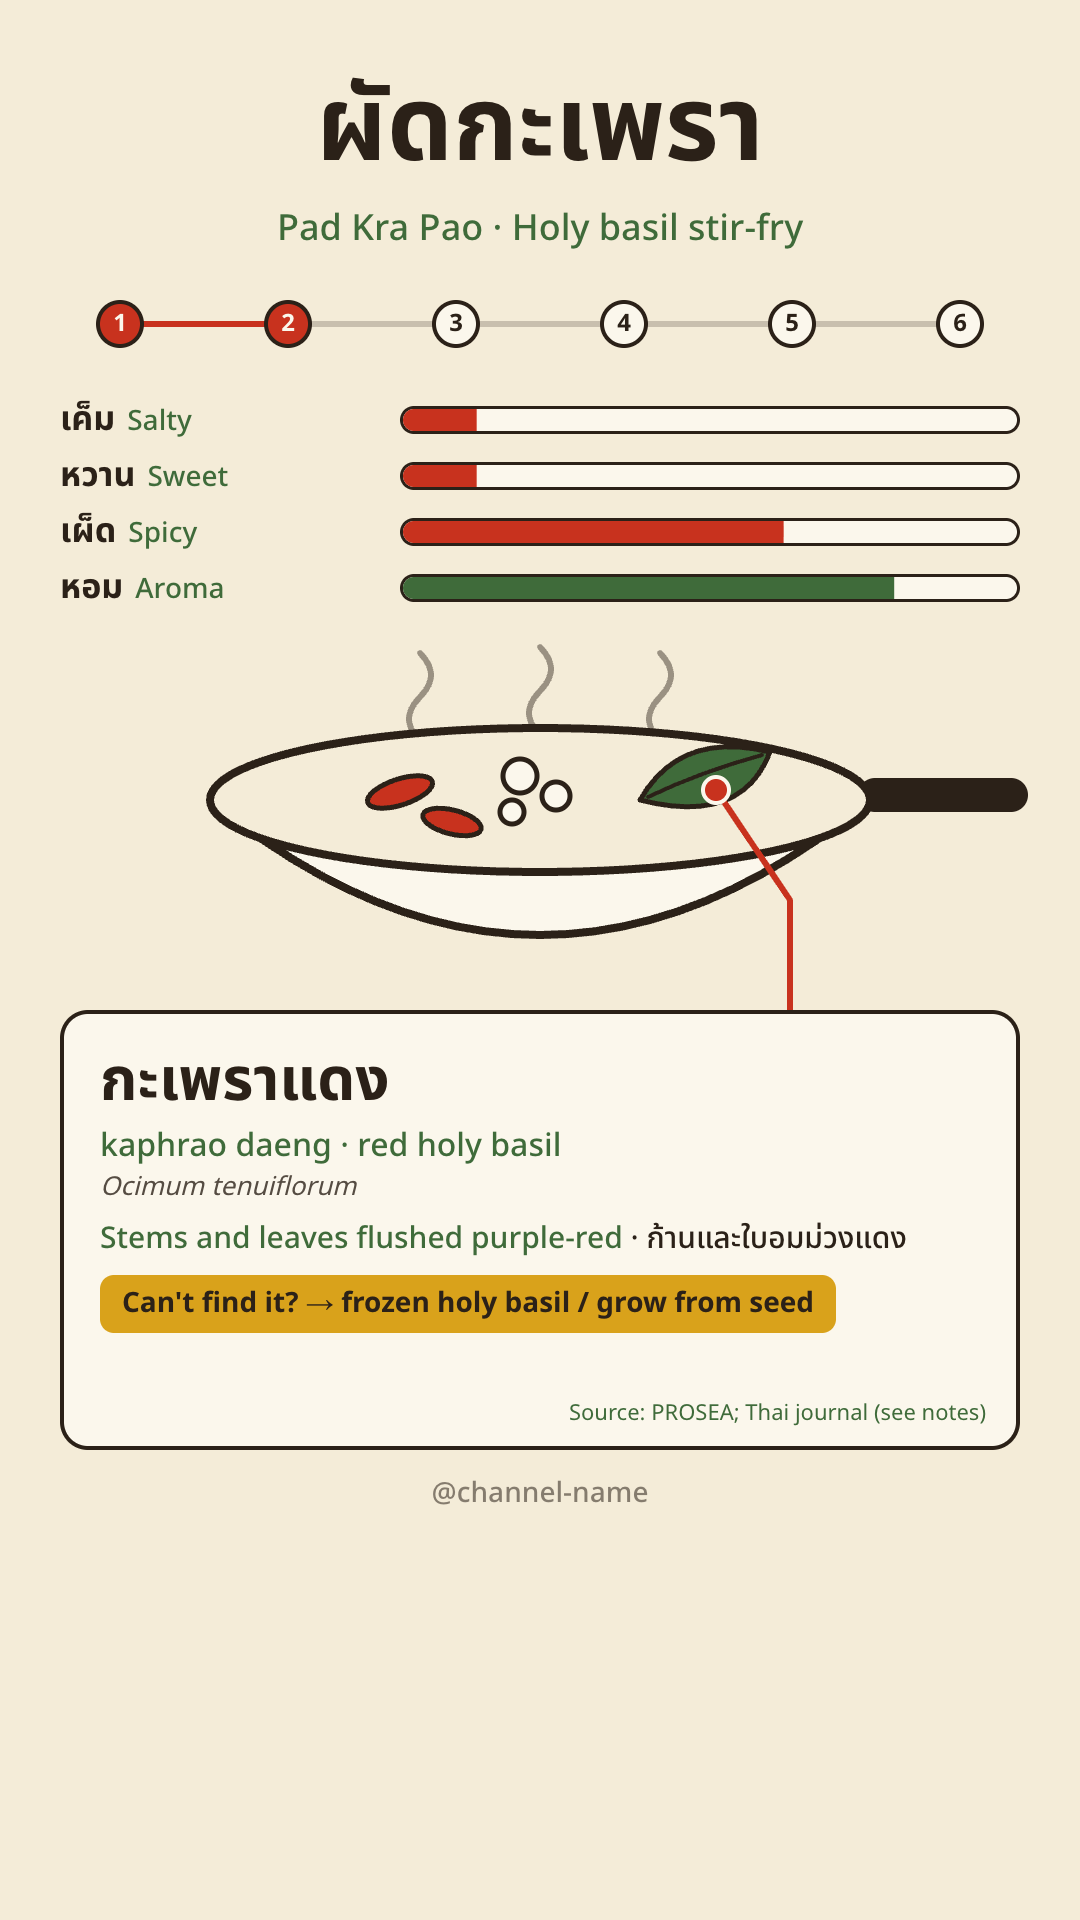 ผัดกะเพรา
Pad Kra Pao · Holy basil stir-fry
1 2 3 4 5 6
เค็ม Salty
หวาน Sweet
เผ็ด Spicy
หอม Aroma
กะเพราแดง
kaphrao daeng · red holy basil
Ocimum tenuiflorum
Stems and leaves flushed purple-red · ก้านและใบอมม่วงแดง
Can't find it? → frozen holy basil / grow from seed
Source: PROSEA; Thai journal (see notes)
@channel-name